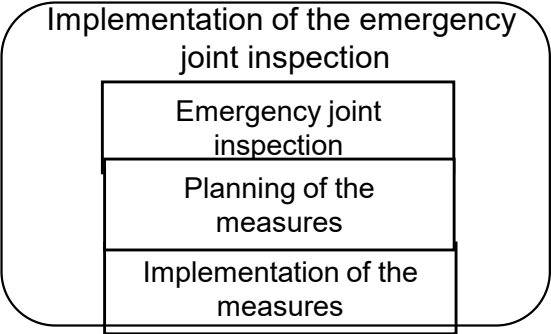 Implementation of the emergency
joint inspection
Emergency joint
inspection
Planning of the
measures
Implementation of the
measures